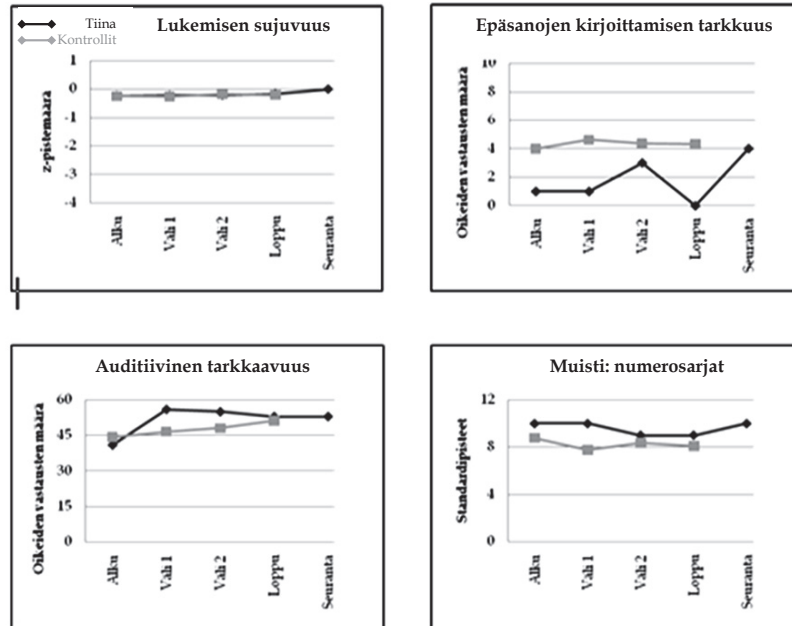 Tiina
Kontrollit
Lukemisen sujuvuus
z-pistemäärä
1
0
-1
-2
-3
-4
Alku
Väli 1
Väli 2
Loppu
Seuranta
Epäsanojen kirjoittamisen tarkkuus
Oikeiden vastausten määrä
10
8
6
4
2
0
Alku
Väli 1
Väli 2
Loppu
Seuranta
Auditiivinen tarkkaavuus
Oikeiden vastausten määrä
60
45
30
15
0
Alku
Väli 1
Väli 2
Loppu
Seuranta
Muisti: numerosarjat
Standardipisteet
12
8
4
0
Alku
Väli 1
Väli 2
Loppu
Seuranta